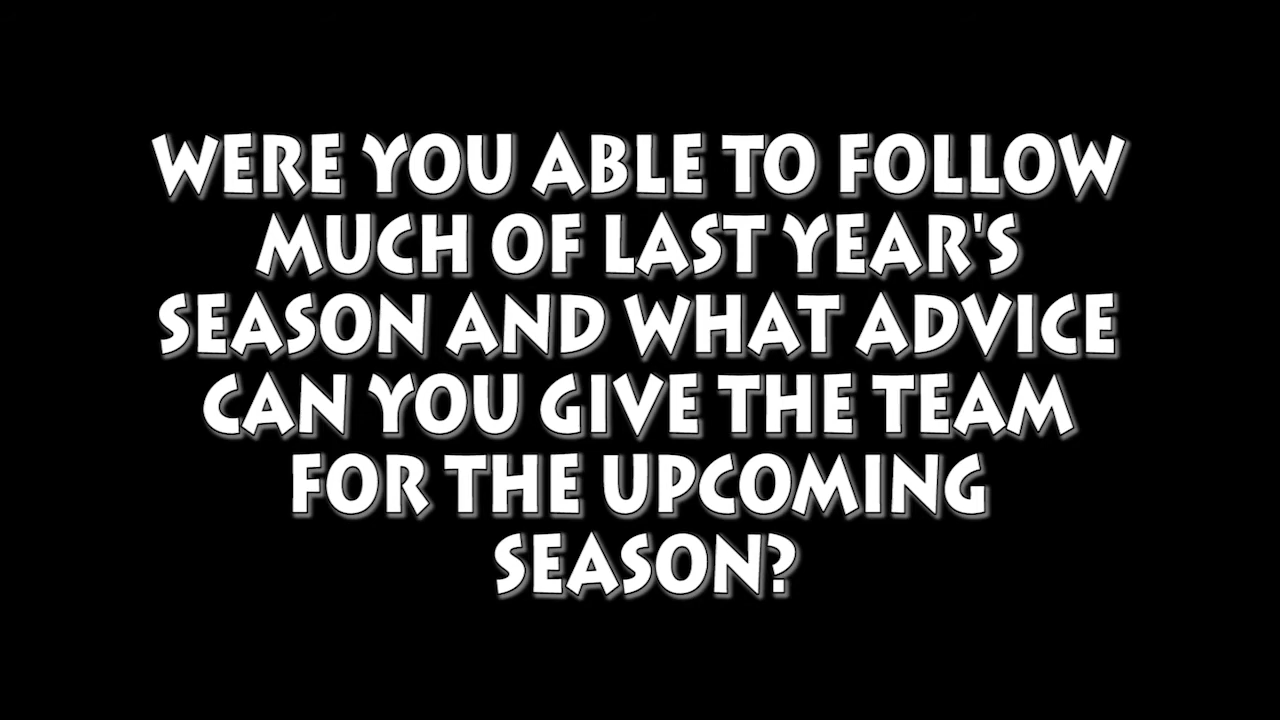 WERE YOU ABLE TO FOLLOW
MUCH OF LAST YEAR'S
SEASON AND WHAT ADVICE
CAN YOU GIVE THE TEAM
FOR THE UPCOMING
SEASON?